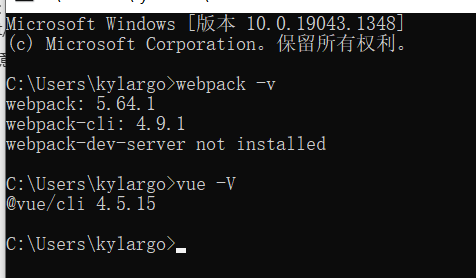 Microsoft Windows [版本 10.0.19043.1348]
(c) Microsoft Corporation。保留所有权利。
C:\Users\kylargo>webpack -v
webpack: 5.64.1
webpack-cli: 4.9.1
webpack-dev-server not installed
C:\Users\kylargo>vue -V
@vue/cli 4.5.15
C:\Users\kylargo>